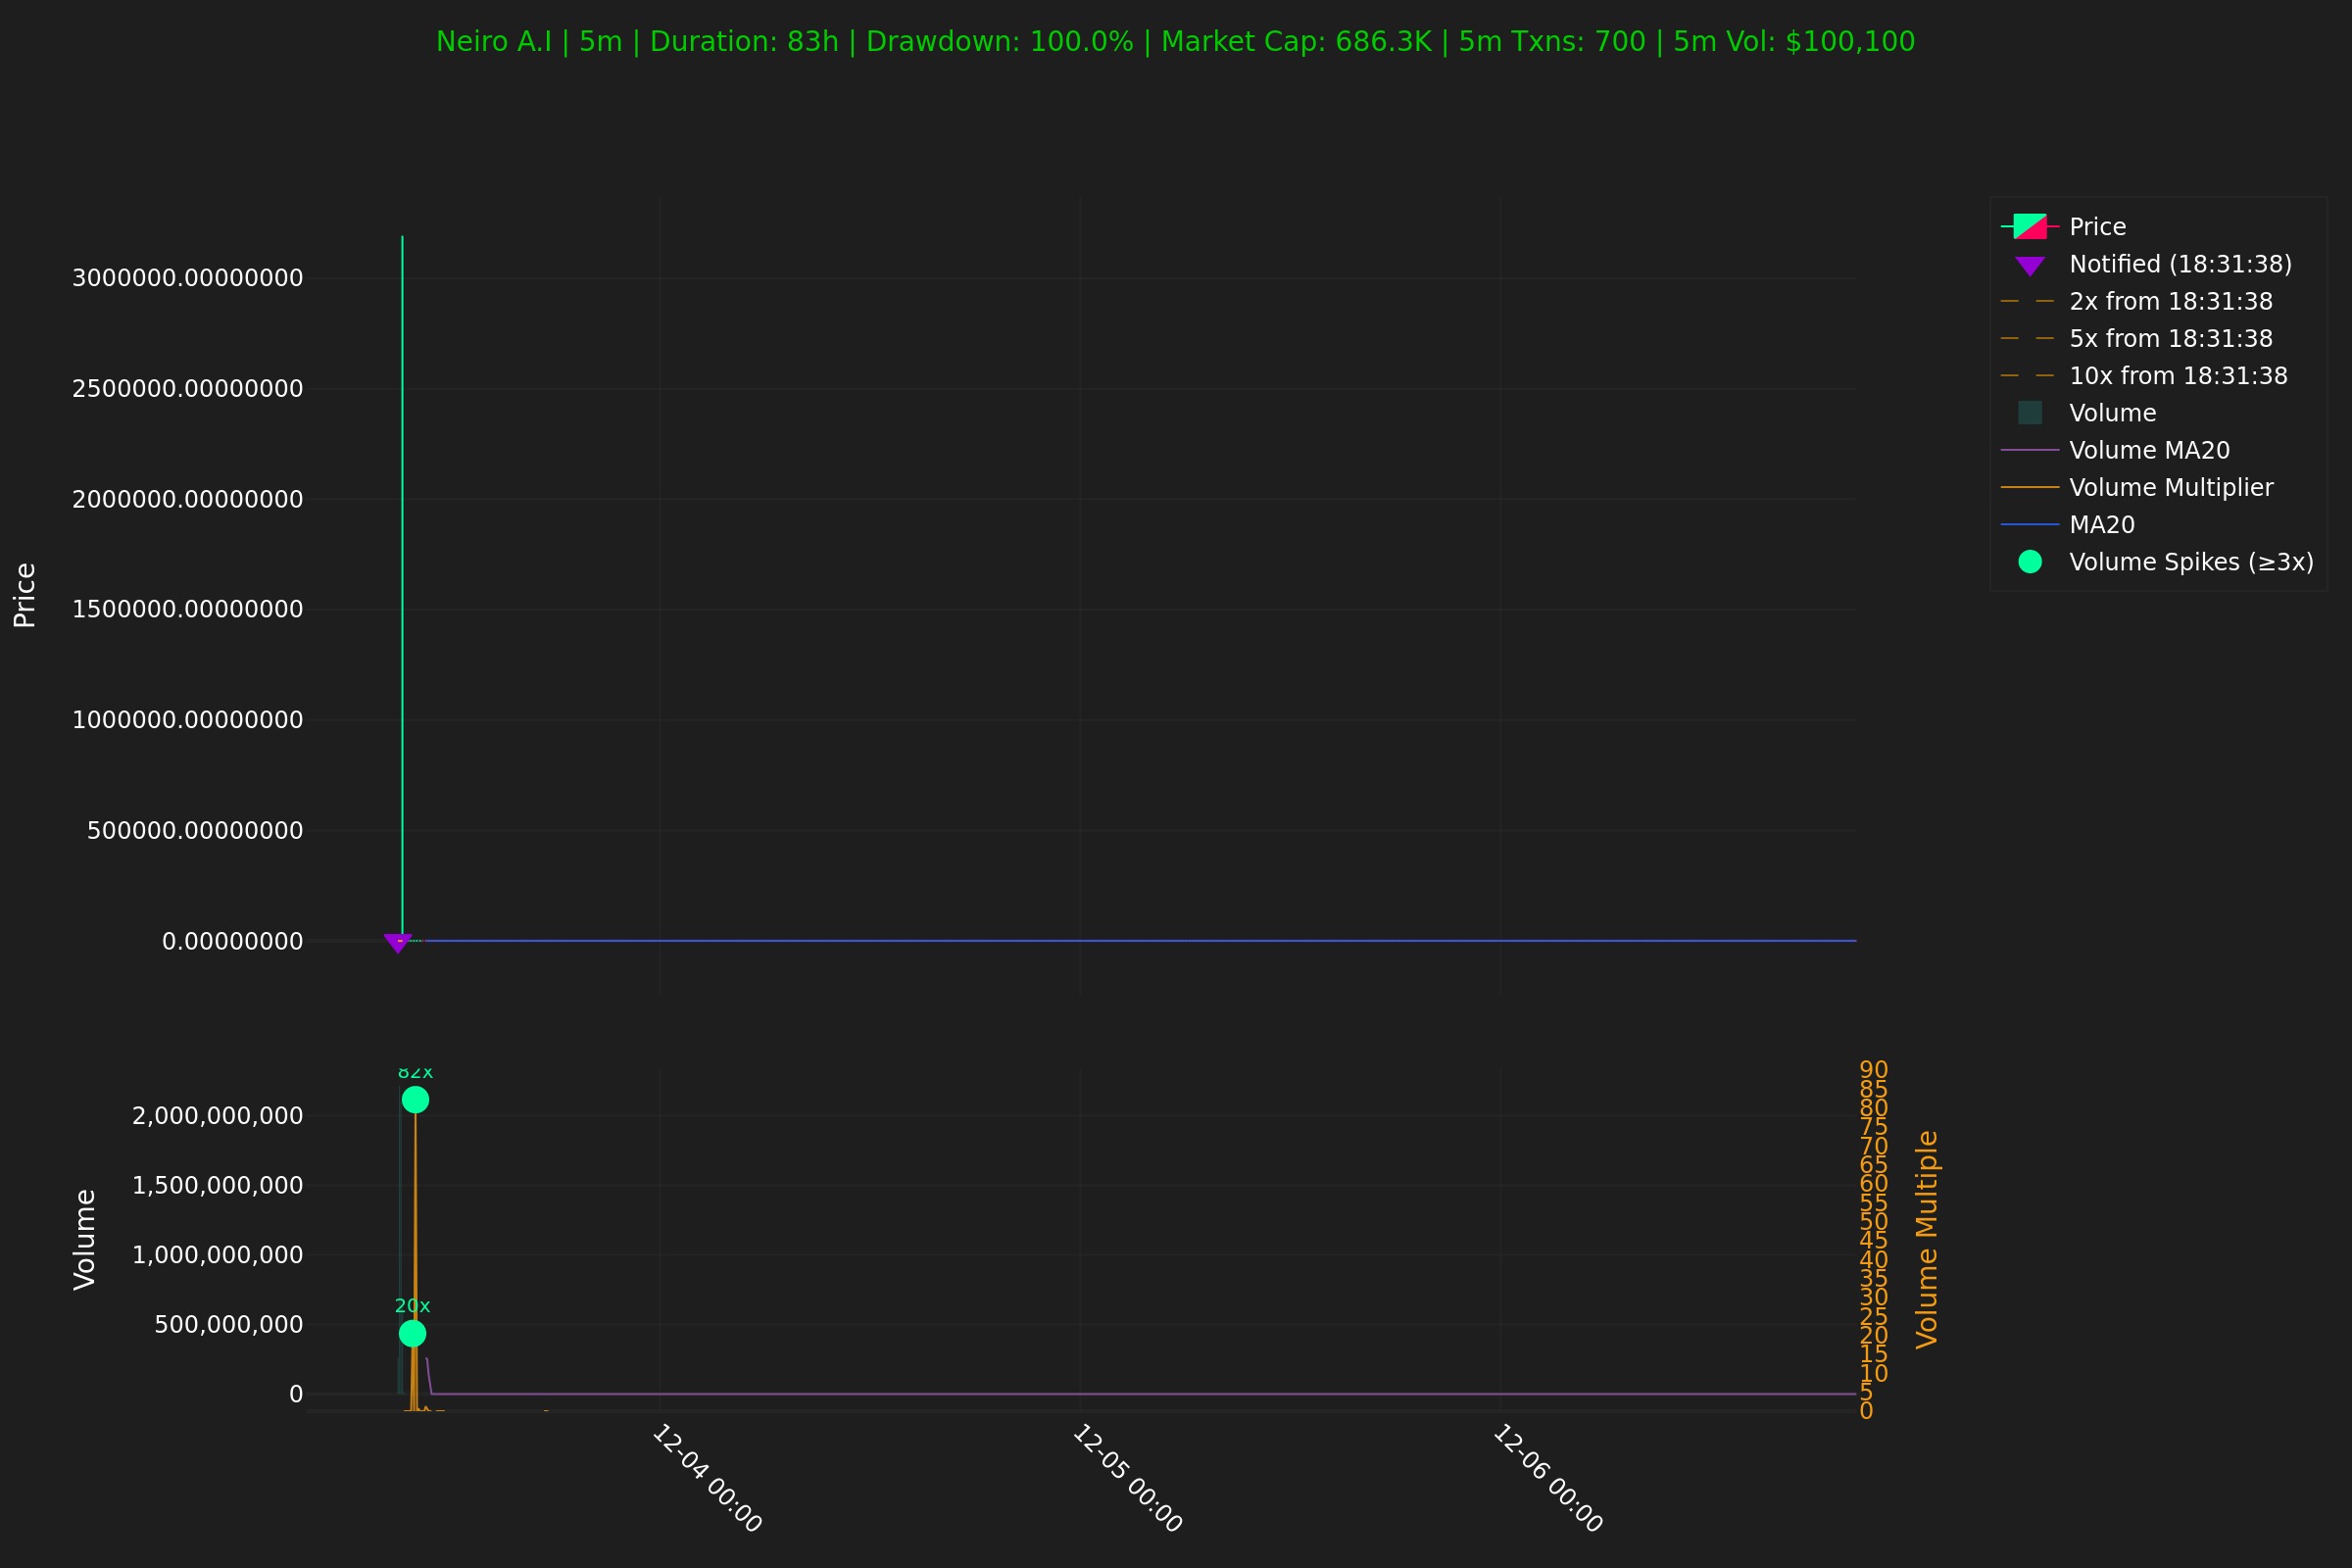 Neiro A.I | 5m | Duration: 83h | Drawdown: 100.0% | Market Cap: 686.3K | 5m Txns: 700 | 5m Vol: $100,100
Price
3000000.00000000
2500000.00000000
2000000.00000000
1500000.00000000
1000000.00000000
500000.00000000
0.00000000
Price
Notified (18:31:38)
2x from 18:31:38
5x from 18:31:38
10x from 18:31:38
Volume
Volume MA20
Volume Multiplier
MA20
Volume Spikes (≥3x)
Volume
2,000,000,000
1,500,000,000
1,000,000,000
500,000,000
0
82x
20x
90
85
80
75
70
65
60
55
50
45
40
35
30
25
20
15
10
5
0
Volume Multiple
12-04 00:00
12-05 00:00
12-06 00:00